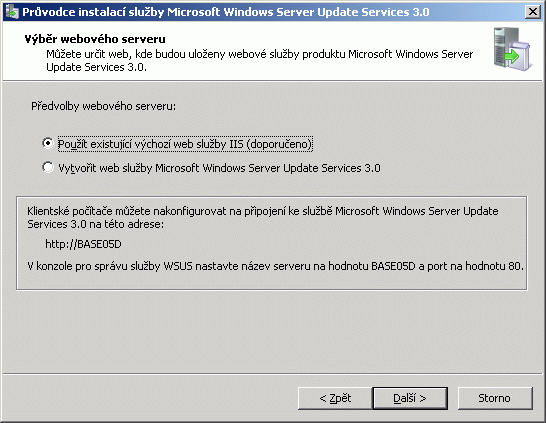 Průvodce instalací služby Microsoft Windows Server Update Services 3.0
Výběr webového serveru
Můžete určit web, kde budou uloženy webové služby produktu Microsoft Windows Server
Update Services 3.0.
Předvolby webového serveru:
Použít existující výchozí web služby IIS (doporučeno)
Vytvořit web služby Microsoft Windows Server Update Services 3.0
Klientské počítače můžete nakonfigurovat na připojení ke službě Microsoft Windows Server Update
Services 3.0 na této adrese:
http://BASE05D
V konzole pro správu služby WSUS nastavte název serveru na hodnotu BASE05D a port na hodnotu 80.
< Zpět
Další >
Storno